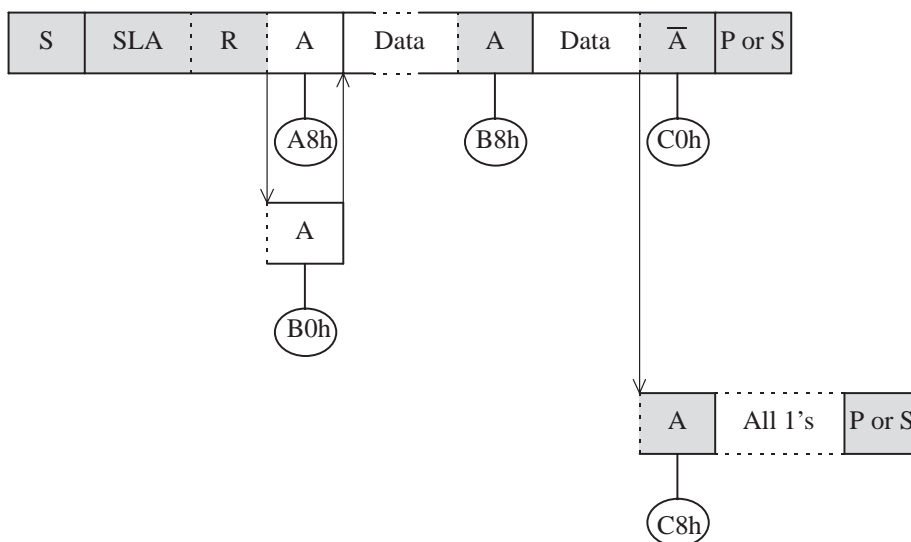 S SLA R A Data A Data A̅ P or S
A8h B8h C0h
A
B0h
A All 1’s P or S
C8h